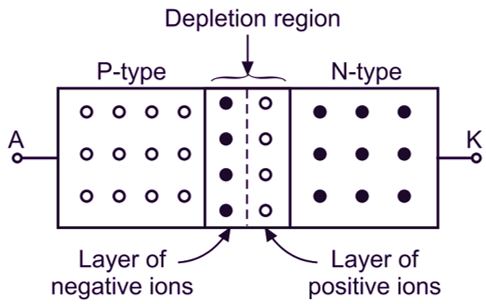 Depletion region
P-type
N-type
A
K
Layer of
negative ions
Layer of
positive ions